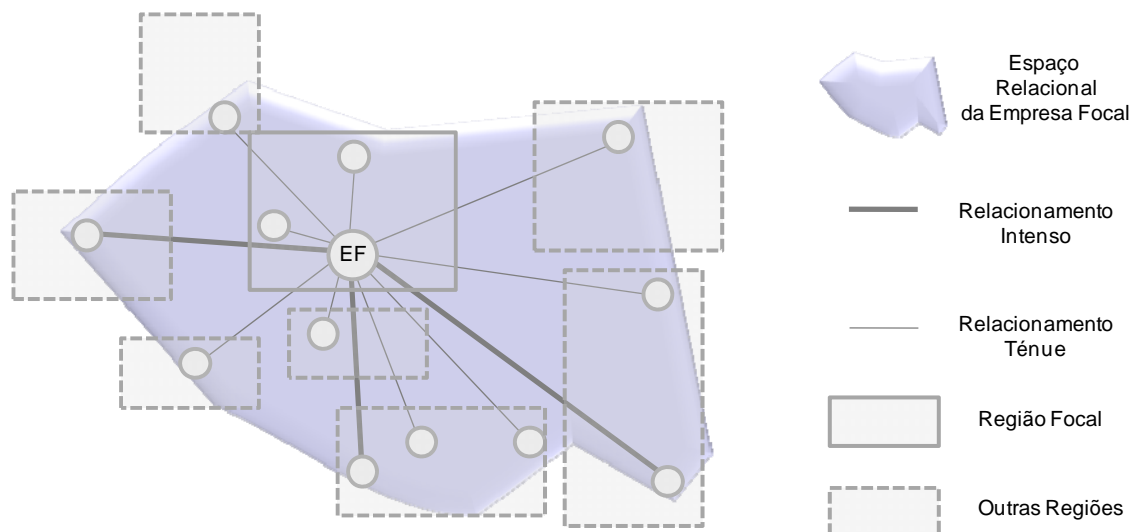 EF
Espaço
Relacional
da Empresa Focal
Relacionamento
Intenso
Relacionamento
Ténue
Região Focal
Outras Regiões